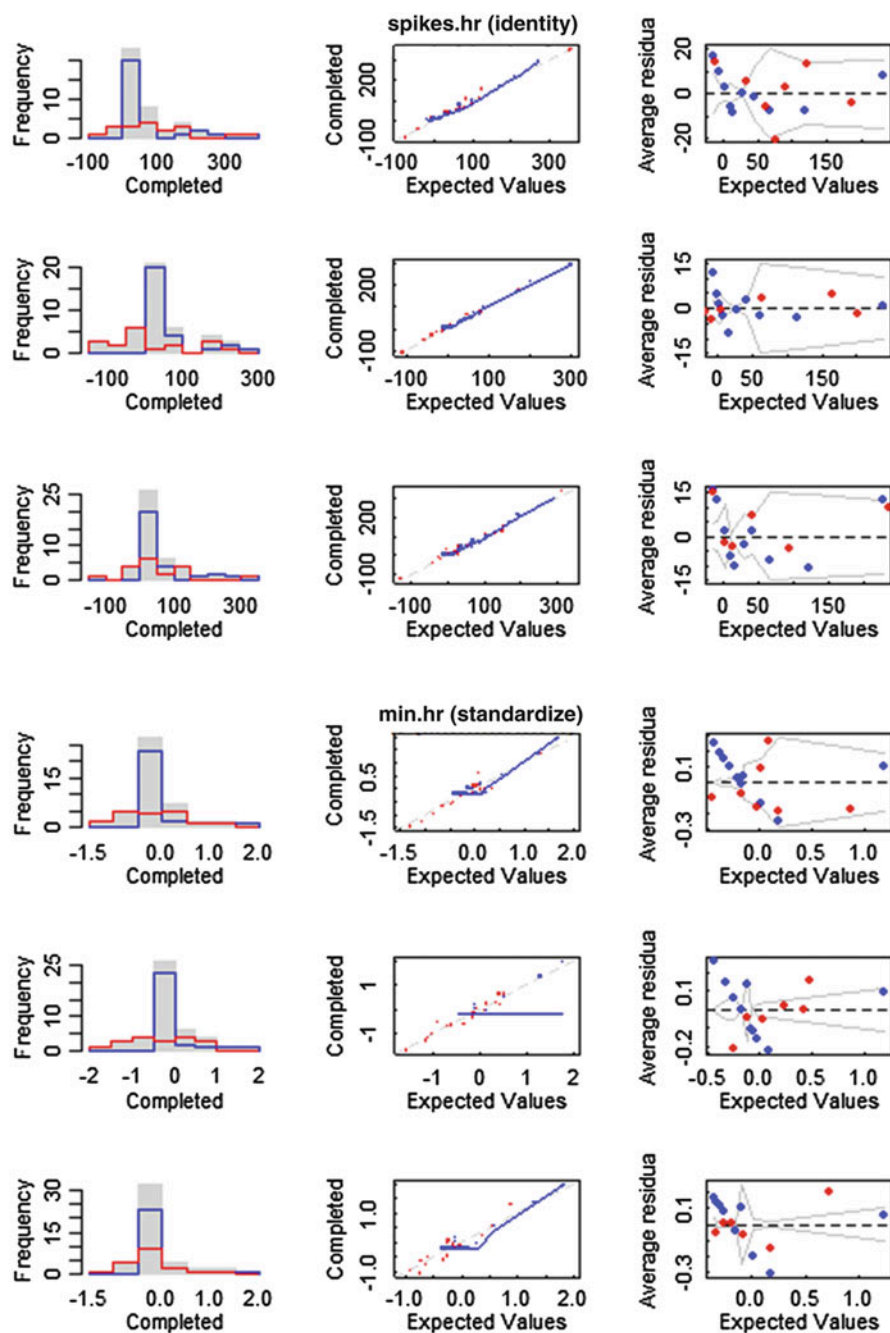 spikes.hr (identity)
Frequency
10
0
-100 100 300
Completed
Completed
200
-100
-100 0 100 300
Expected Values
Average residua
20
0
-20
0 50 150
Expected Values
Frequency
20
10
0
-100 100 300
Completed
Completed
200
-100
-100 0 100 300
Expected Values
Average residua
15
0
-15
0 50 150
Expected Values
Frequency
25
10
0
-100 100 300
Completed
Completed
200
-100
-100 0 100 300
Expected Values
Average residua
15
0
-15
0 50 150
Expected Values
min.hr (standardize)
Frequency
15
0
-1.5 0.0 1.0 2.0
Completed
Completed
0.5
-1.5
-1.5 0.0 1.0 2.0
Expected Values
Average residua
0.1
-0.3
0.0 0.5 1.0
Expected Values
Frequency
25
10
0
-2 -1 0 1 2
Completed
Completed
1
-1
-1 0 1 2
Expected Values
Average residua
0.1
-0.2
-0.5 0.0 0.5 1.0
Expected Values
Frequency
30
15
0
-1.5 0.0 1.0 2.0
Completed
Completed
1.0
-1.0
-1.0 0.0 1.0 2.0
Expected Values
Average residua
0.1
-0.3
0.0 0.5 1.0
Expected Values